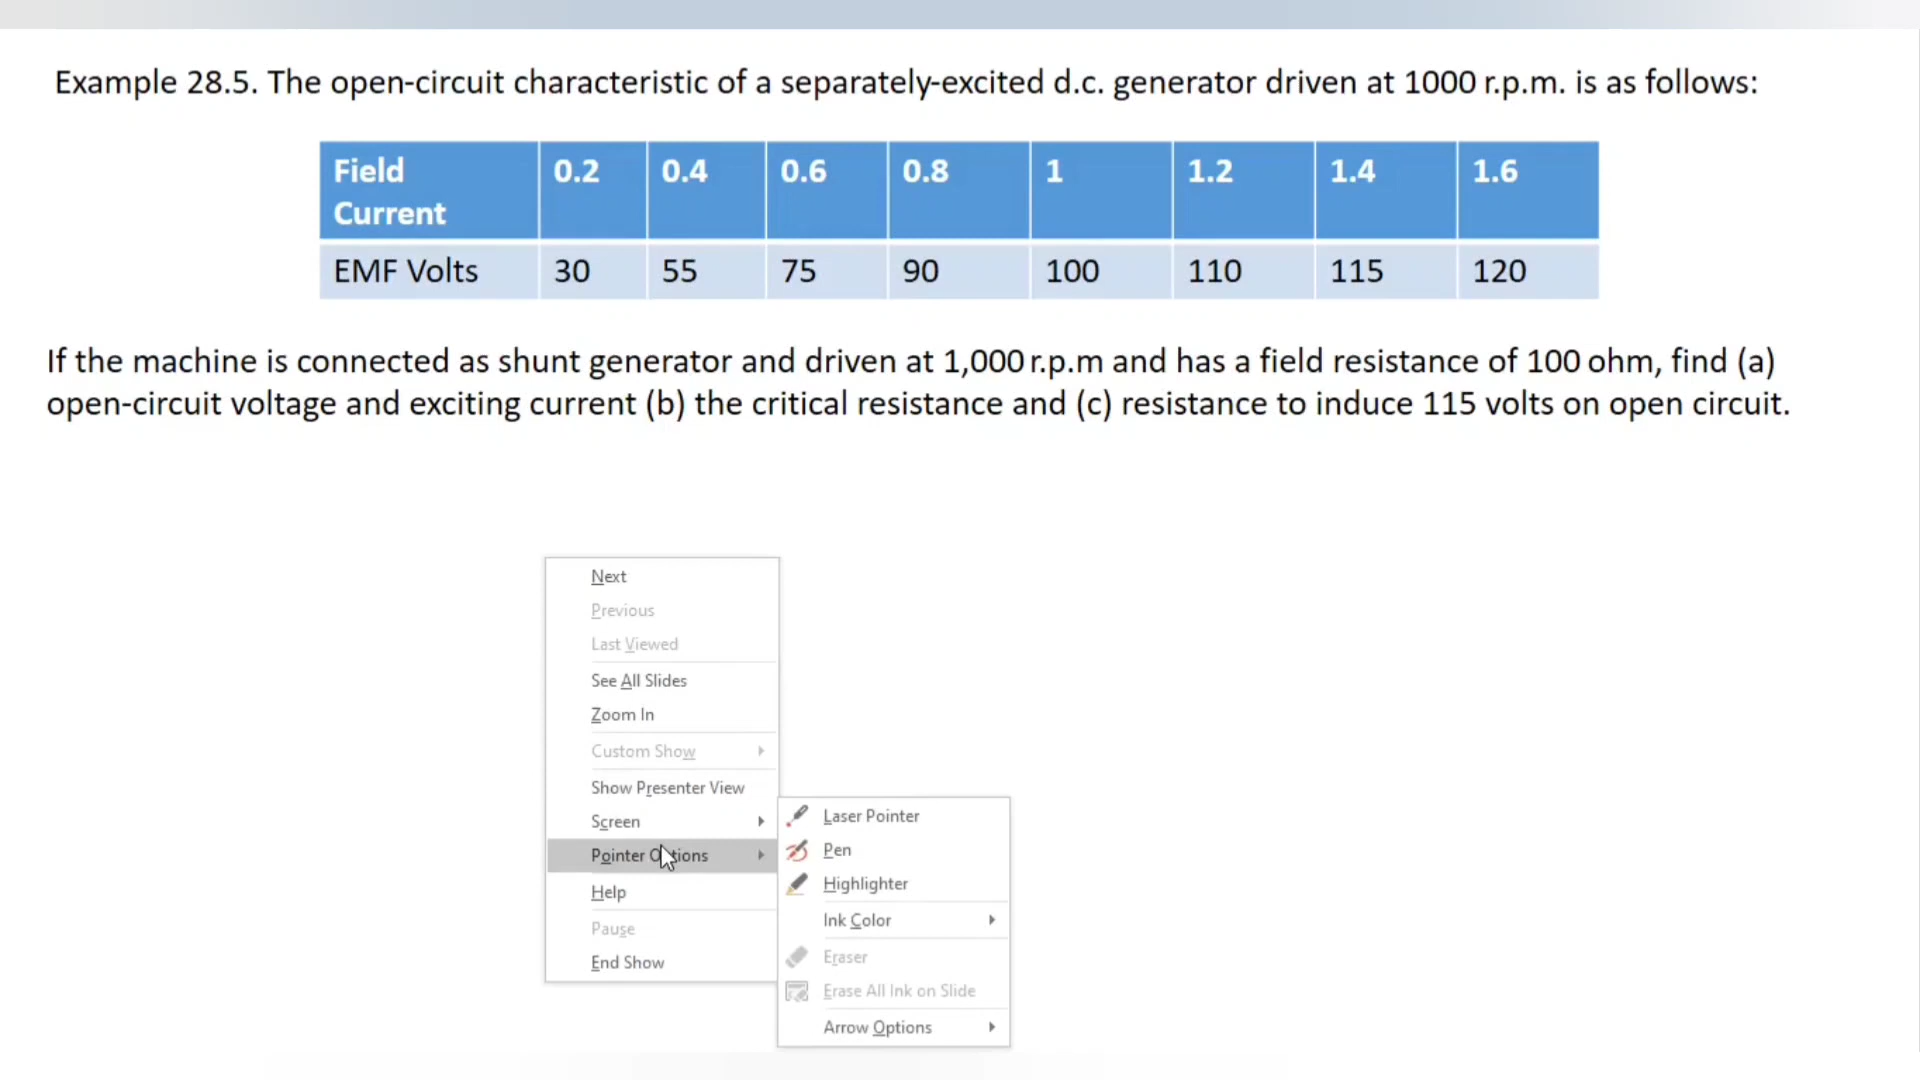 Example 28.5. The open-circuit characteristic of a separately-excited d.c. generator driven at 1000 r.p.m. is as follows:
Field Current 0.2 0.4 0.6 0.8 1 1.2 1.4 1.6
EMF Volts 30 55 75 90 100 110 115 120
If the machine is connected as shunt generator and driven at 1,000 r.p.m and has a field resistance of 100 ohm, find (a)
open-circuit voltage and exciting current (b) the critical resistance and (c) resistance to induce 115 volts on open circuit.
Next
Previous
Last Viewed
See All Slides
Zoom In
Custom Show
Show Presenter View
Screen
Pointer Options
Help
Pause
End Show
Laser Pointer
Pen
Highlighter
Ink Color
Eraser
Erase All Ink on Slide
Arrow Options